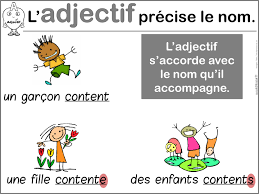 L'adjectif précise le nom.
L'adjectif
s'accorde avec
le nom qu'il
accompagne.
un garçon content
une fille contente
des enfants contents